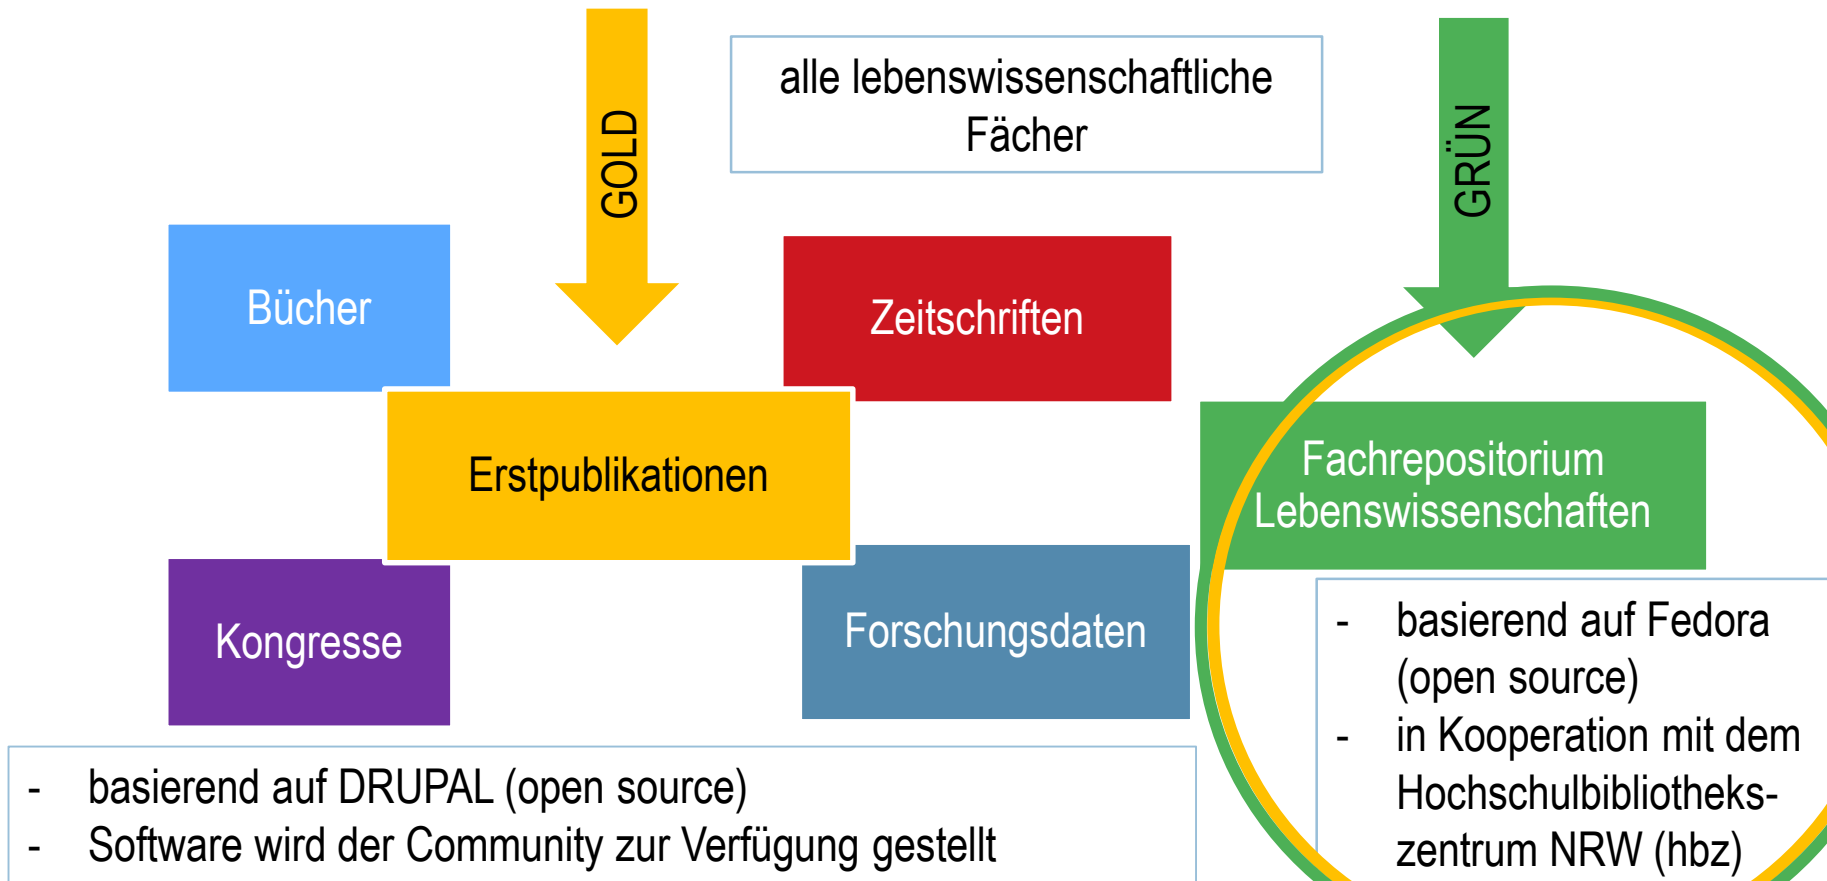 alle lebenswissenschaftliche
Fächer
GOLD
GRÜN
Bücher
Zeitschriften
Erstpublikationen
Fachrepositorium
Lebenswissenschaften
Kongresse
Forschungsdaten
- basierend auf DRUPAL (open source)
- Software wird der Community zur Verfügung gestellt
- basierend auf Fedora
(open source)
- in Kooperation mit dem
Hochschulbibliotheks-
zentrum NRW (hbz)